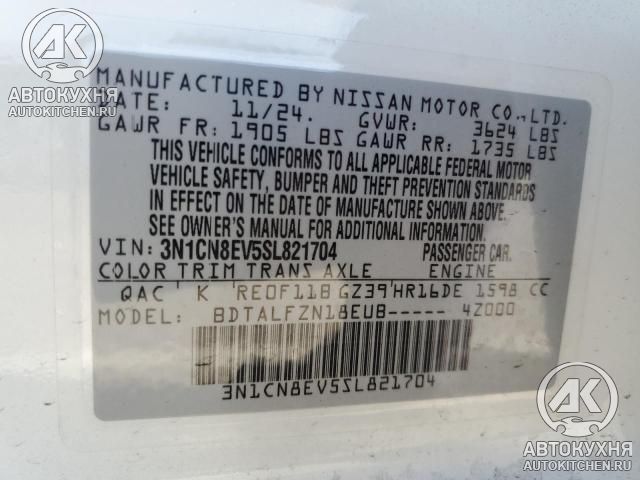 АВТОКУХНЯ
AUTOKITCHEN.RU
MANUFACTURED BY NISSAN MOTOR CO.,LTD.
DATE: 11/24. GVWR: 3624 LBS
GAWR FR: 1905 LBS GAWR RR: 1735 LBS
THIS VEHICLE CONFORMS TO ALL APPLICABLE FEDERAL MOTOR
VEHICLE SAFETY, BUMPER AND THEFT PREVENTION STANDARDS
IN EFFECT ON THE DATE OF MANUFACTURE SHOWN ABOVE.
SEE OWNER'S MANUAL FOR ADDITIONAL INFORMATION.
VIN: 3N1CN8EV5SL821704 PASSENGER CAR.
COLOR TRIM TRANS AXLE ENGINE
QAC K RE0F11B GZ39 HR16DE 1598 CC
MODEL: BDTALFZN18EUB----- 4Z000
3N1CN8EV5SL821704
АВТОКУХНЯ
AUTOKITCHEN.RU